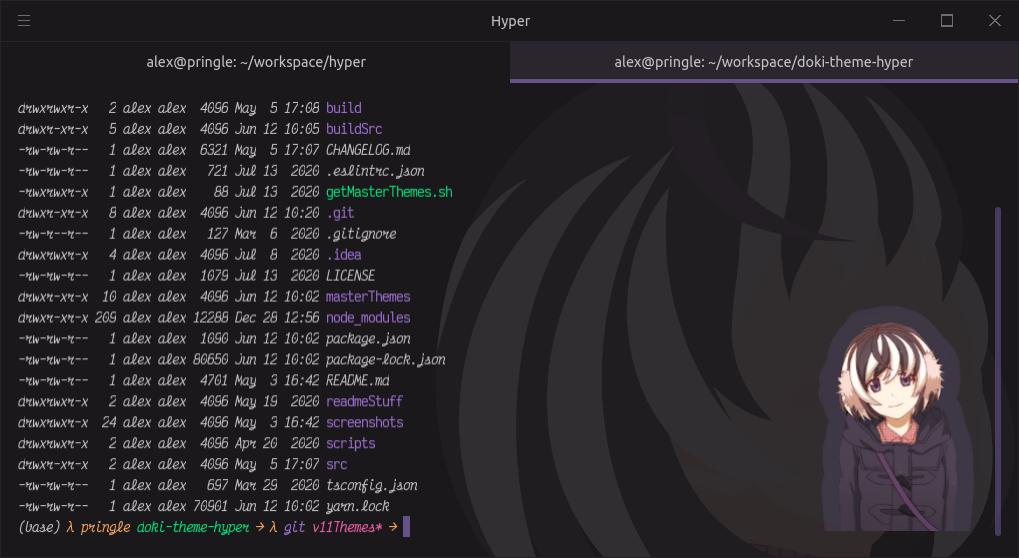 Hyper
alex@pringle: ~/workspace/hyper
alex@pringle: ~/workspace/doki-theme-hyper
drwxrwxr-x 2 alex alex 4096 May 5 17:08 build
drwxr-xr-x 5 alex alex 4096 Jun 12 10:05 buildSrc
-rw-rw-r-- 1 alex alex 6321 May 5 17:07 CHANGELOG.md
-rw-rw-r-- 1 alex alex 721 Jul 13 2020 .eslintrc.json
-rwxrwxr-x 1 alex alex 88 Jul 13 2020 getMasterThemes.sh
drwxr-xr-x 8 alex alex 4096 Jun 12 10:20 .git
-rw-r--r-- 1 alex alex 127 Mar 6 2020 .gitignore
drwxr-xr-x 4 alex alex 4096 Jul 8 2020 .idea
-rw-rw-r-- 1 alex alex 1079 Jul 13 2020 LICENSE
drwxr-xr-x 10 alex alex 4096 Jun 12 10:02 masterThemes
drwxr-xr-x 209 alex alex 12288 Dec 28 12:56 node_modules
-rw-rw-r-- 1 alex alex 1090 Jun 12 10:02 package.json
-rw-rw-r-- 1 alex alex 80650 Jun 12 10:02 package-lock.json
-rw-rw-r-- 1 alex alex 4701 May 3 16:42 README.md
drwxrwxr-x 2 alex alex 4096 May 19 2020 readmeStuff
drwxrwxr-x 24 alex alex 4096 May 3 16:42 screenshots
drwxrwxr-x 2 alex alex 4096 Apr 20 2020 scripts
drwxr-xr-x 2 alex alex 4096 May 5 17:07 src
-rw-rw-r-- 1 alex alex 697 Mar 29 2020 tsconfig.json
-rw-rw-r-- 1 alex alex 70901 Jun 12 10:02 yarn.lock
(base) λ pringle doki-theme-hyper → λ git v11Themes* →